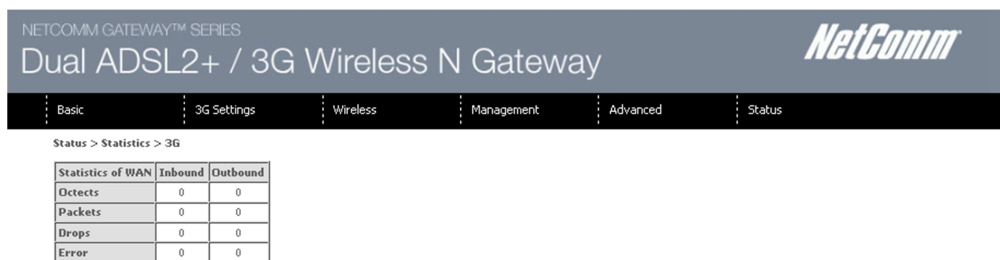 NETCOMM GATEWAY™ SERIES
Dual ADSL2+ / 3G Wireless N Gateway
NetComm
Basic 3G Settings Wireless Management Advanced Status
Status > Statistics > 3G
Statistics of WAN Inbound Outbound
Octects 0 0
Packets 0 0
Drops 0 0
Error 0 0